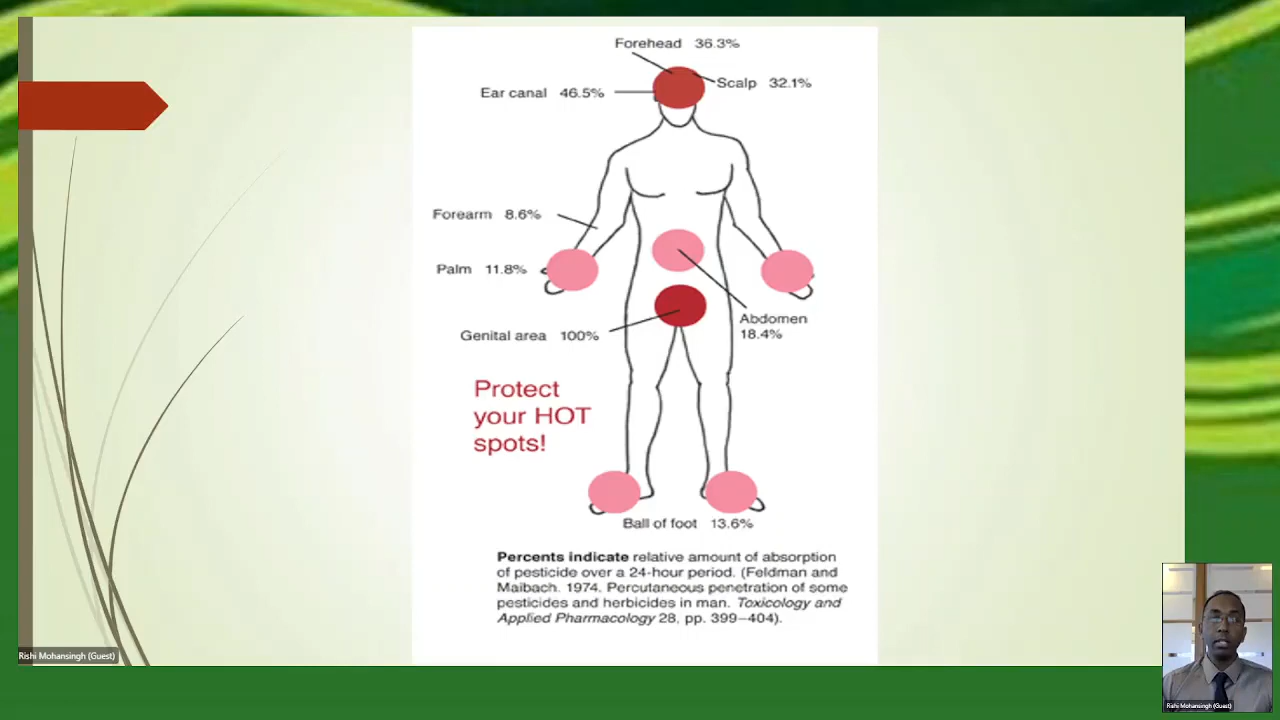 Forehead 36.3%
Scalp 32.1%
Ear canal 46.5%
Forearm 8.6%
Palm 11.8%
Abdomen
18.4%
Genital area 100%
Protect
your HOT
spots!
Ball of foot 13.6%
Percents indicate relative amount of absorption
of pesticide over a 24-hour period. (Feldman and
Maibach. 1974. Percutaneous penetration of some
pesticides and herbicides in man. Toxicology and
Applied Pharmacology 28, pp. 399–404).
Rishi Mohansingh (Guest)
Rishi Mohansingh (Guest)